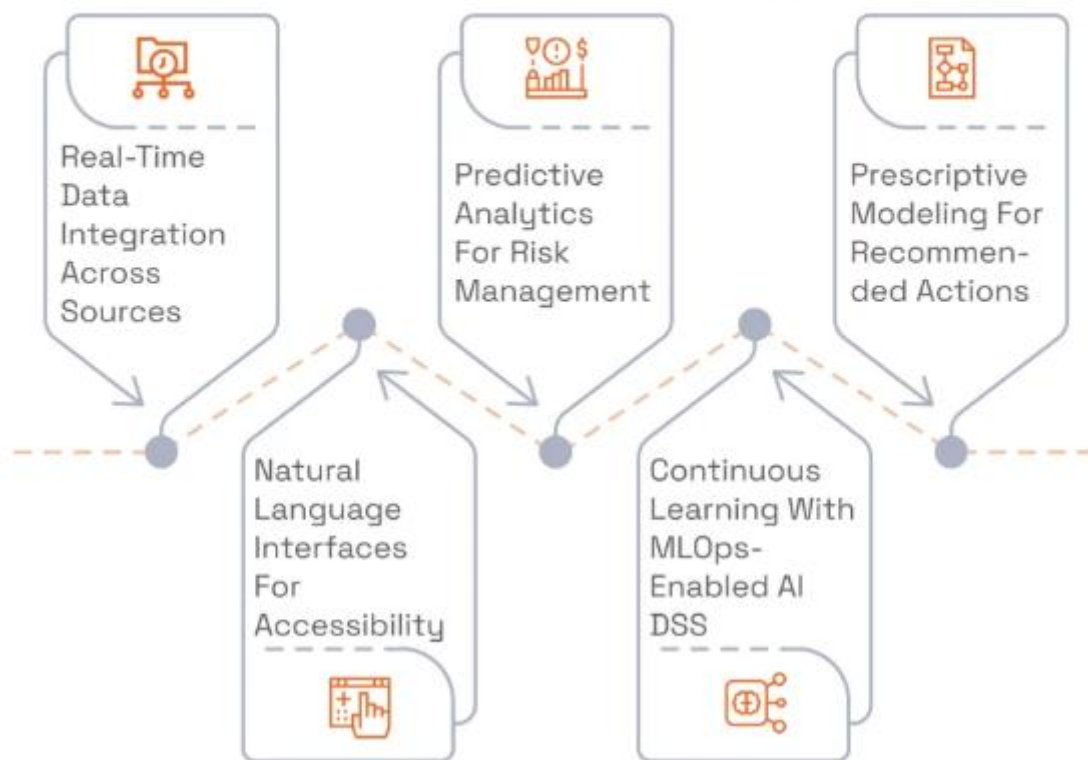 Real-Time
Data
Integration
Across
Sources
Natural
Language
Interfaces
For
Accessibility
Predictive
Analytics
For Risk
Management
Continuous
Learning With
MLOps-
Enabled AI
DSS
Prescriptive
Modeling For
Recommen-
ded Actions